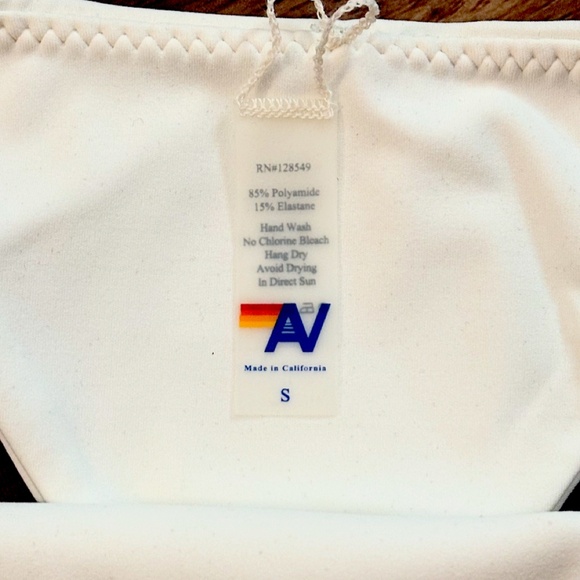 RN#128549
85% Polyamide
15% Elastane
Hand Wash
No Chlorine Bleach
Hang Dry
Avoid Drying
In Direct Sun
AV
Made in California
S